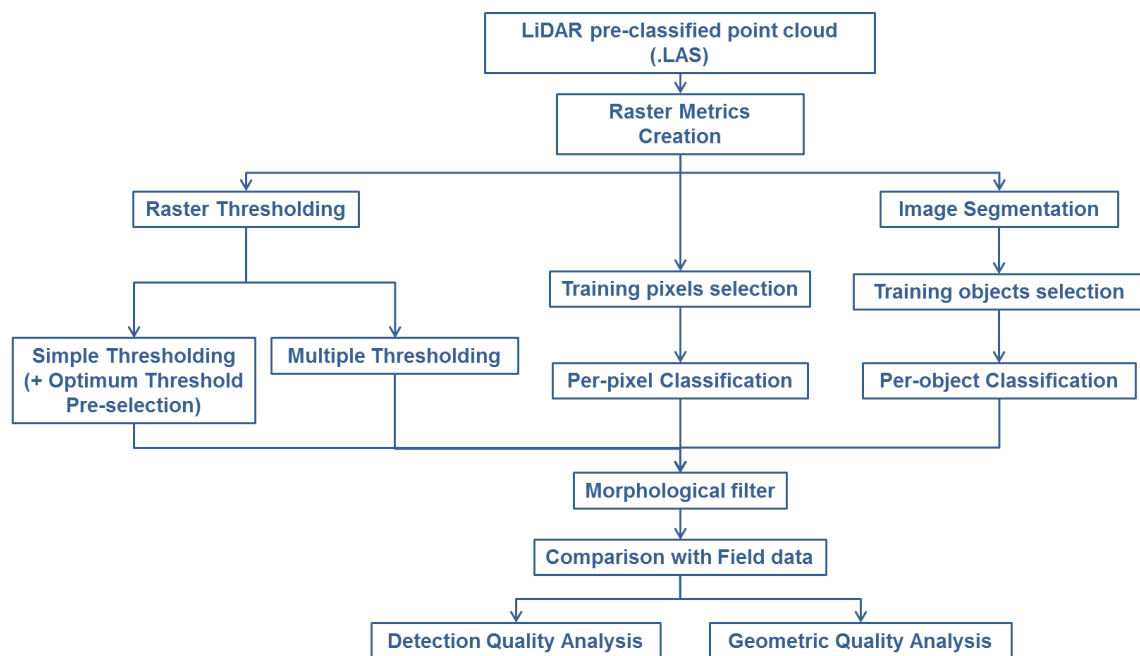 LiDAR pre-classified point cloud
(.LAS)
Raster Metrics
Creation
Raster Thresholding
Image Segmentation
Training pixels selection
Training objects selection
Simple Thresholding
(+ Optimum Threshold
Pre-selection)
Multiple Thresholding
Per-pixel Classification
Per-object Classification
Morphological filter
Comparison with Field data
Detection Quality Analysis
Geometric Quality Analysis